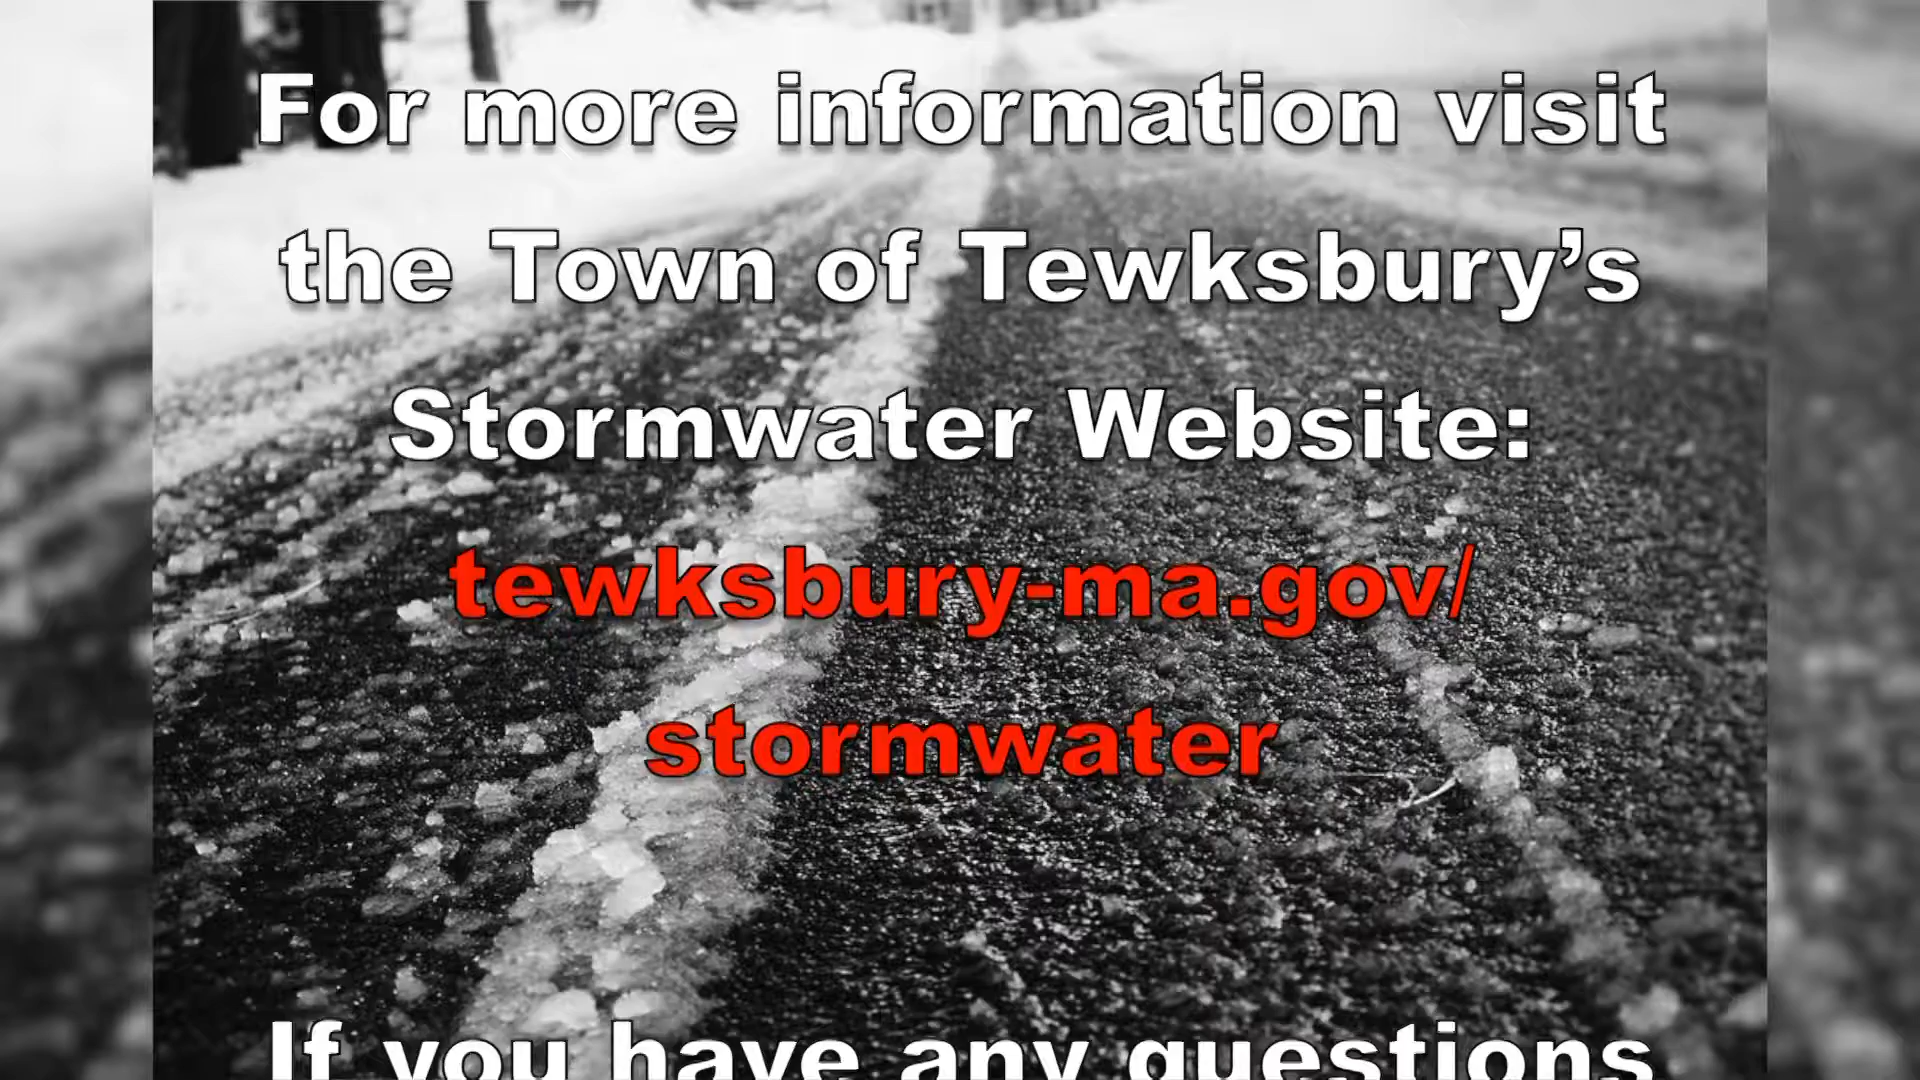 For more information visit
the Town of Tewksbury’s
Stormwater Website:
tewksbury-ma.gov/
stormwater
If you have any questions